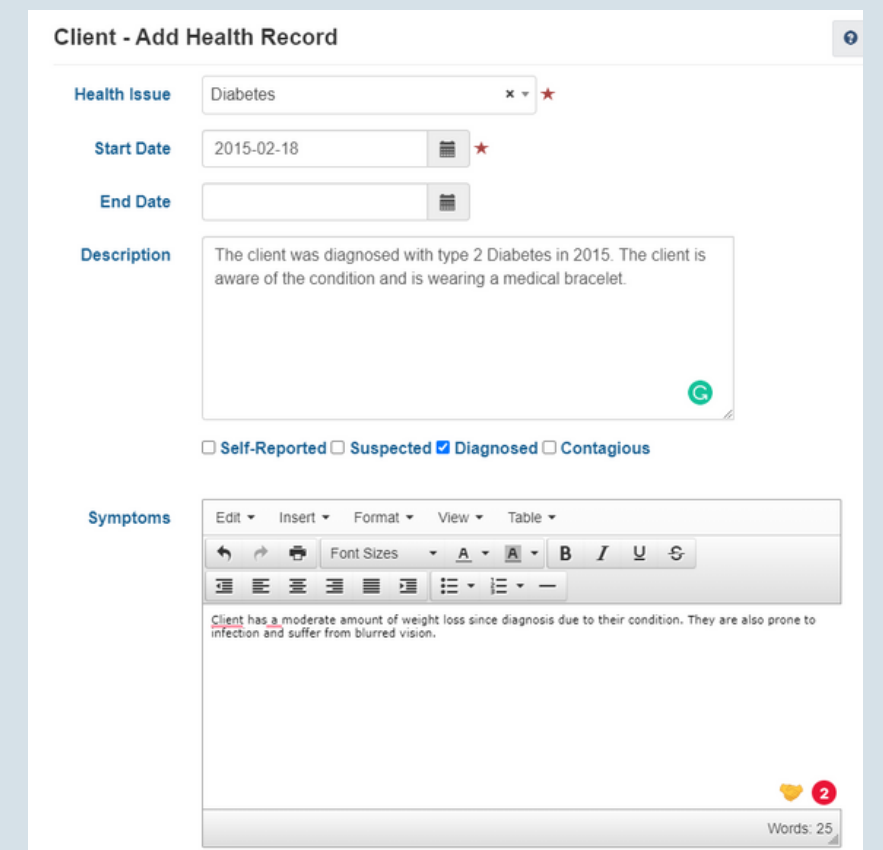 Client - Add Health Record
Health Issue
Diabetes
Start Date
2015-02-18
End Date
Description
The client was diagnosed with type 2 Diabetes in 2015. The client is
aware of the condition and is wearing a medical bracelet.
Self-Reported Suspected Diagnosed Contagious
Symptoms
Edit Insert Format View Table
Font Sizes A A B I U S
Client has a moderate amount of weight loss since diagnosis due to their condition. They are also prone to
infection and suffer from blurred vision.
2
Words: 25